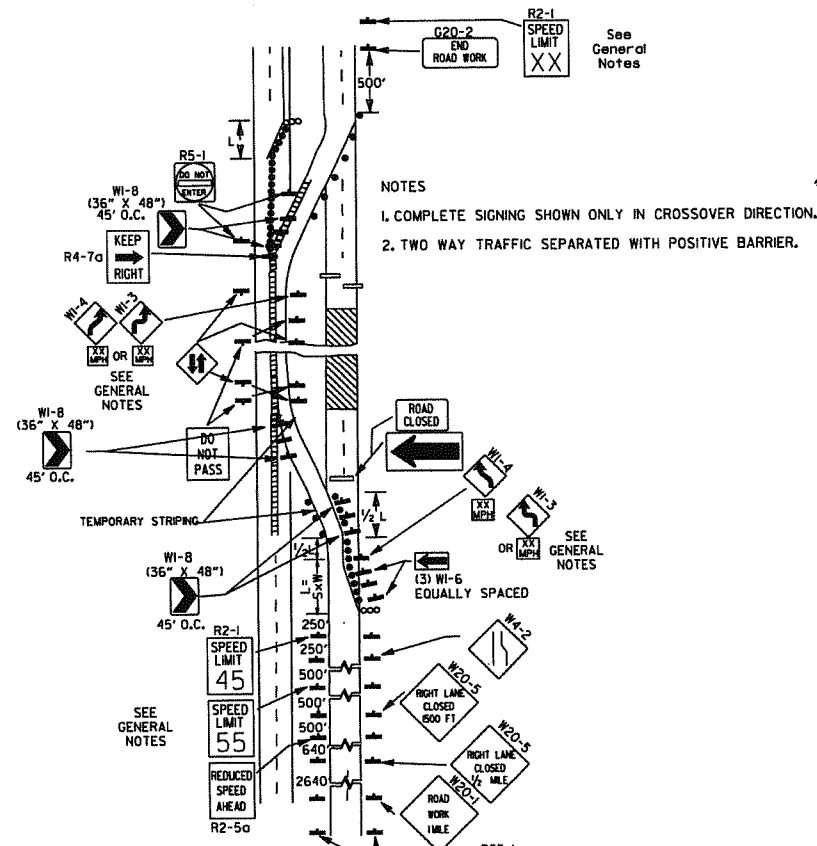 R2-1
SPEED
LIMIT
XX
See
General
Notes
G20-2
END
ROAD WORK
500'
L
R5-1
DO NOT
ENTER
W1-8
(36" X 48")
45' O.C.
KEEP
RIGHT
R4-7a
NOTES
1. COMPLETE SIGNING SHOWN ONLY IN CROSSOVER DIRECTION.
2. TWO WAY TRAFFIC SEPARATED WITH POSITIVE BARRIER.
W1-4
W1-3
XX
MPH
OR
XX
MPH
SEE
GENERAL
NOTES
W1-8
(36" X 48")
45' O.C.
DO
NOT
PASS
ROAD
CLOSED
W1-4
XX
MPH
W1-3
OR
XX
MPH
SEE
GENERAL
NOTES
TEMPORARY STRIPING
½ L
½ L
L=
S×W
W1-8
(36" X 48")
45' O.C.
(3) W1-6
EQUALLY SPACED
R2-1
SPEED
LIMIT
45
250'
250'
500'
500'
500'
640'
2640'
W4-2
SEE
GENERAL
NOTES
SPEED
LIMIT
55
W20-5
RIGHT LANE
CLOSED
1500 FT
REDUCED
SPEED
AHEAD
R2-5a
W20-5
RIGHT LANE
CLOSED
½ MILE
W20-1
ROAD
WORK
1 MILE